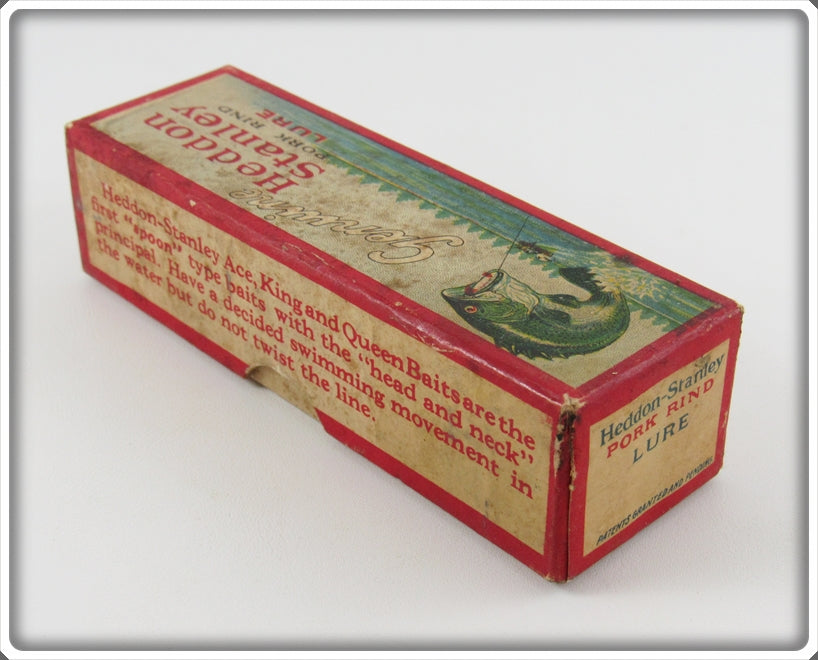 Genuine
Heddon
Stanley
PORK RIND
LURE
Heddon-Stanley Ace, King and Queen Baits are the
first "spoon" type baits with the "head and neck"
principal. Have a decided swimming movement in
the water but do not twist the line.
Heddon-Stanley
PORK RIND
LURE
PATENTS GRANTED AND PENDING.